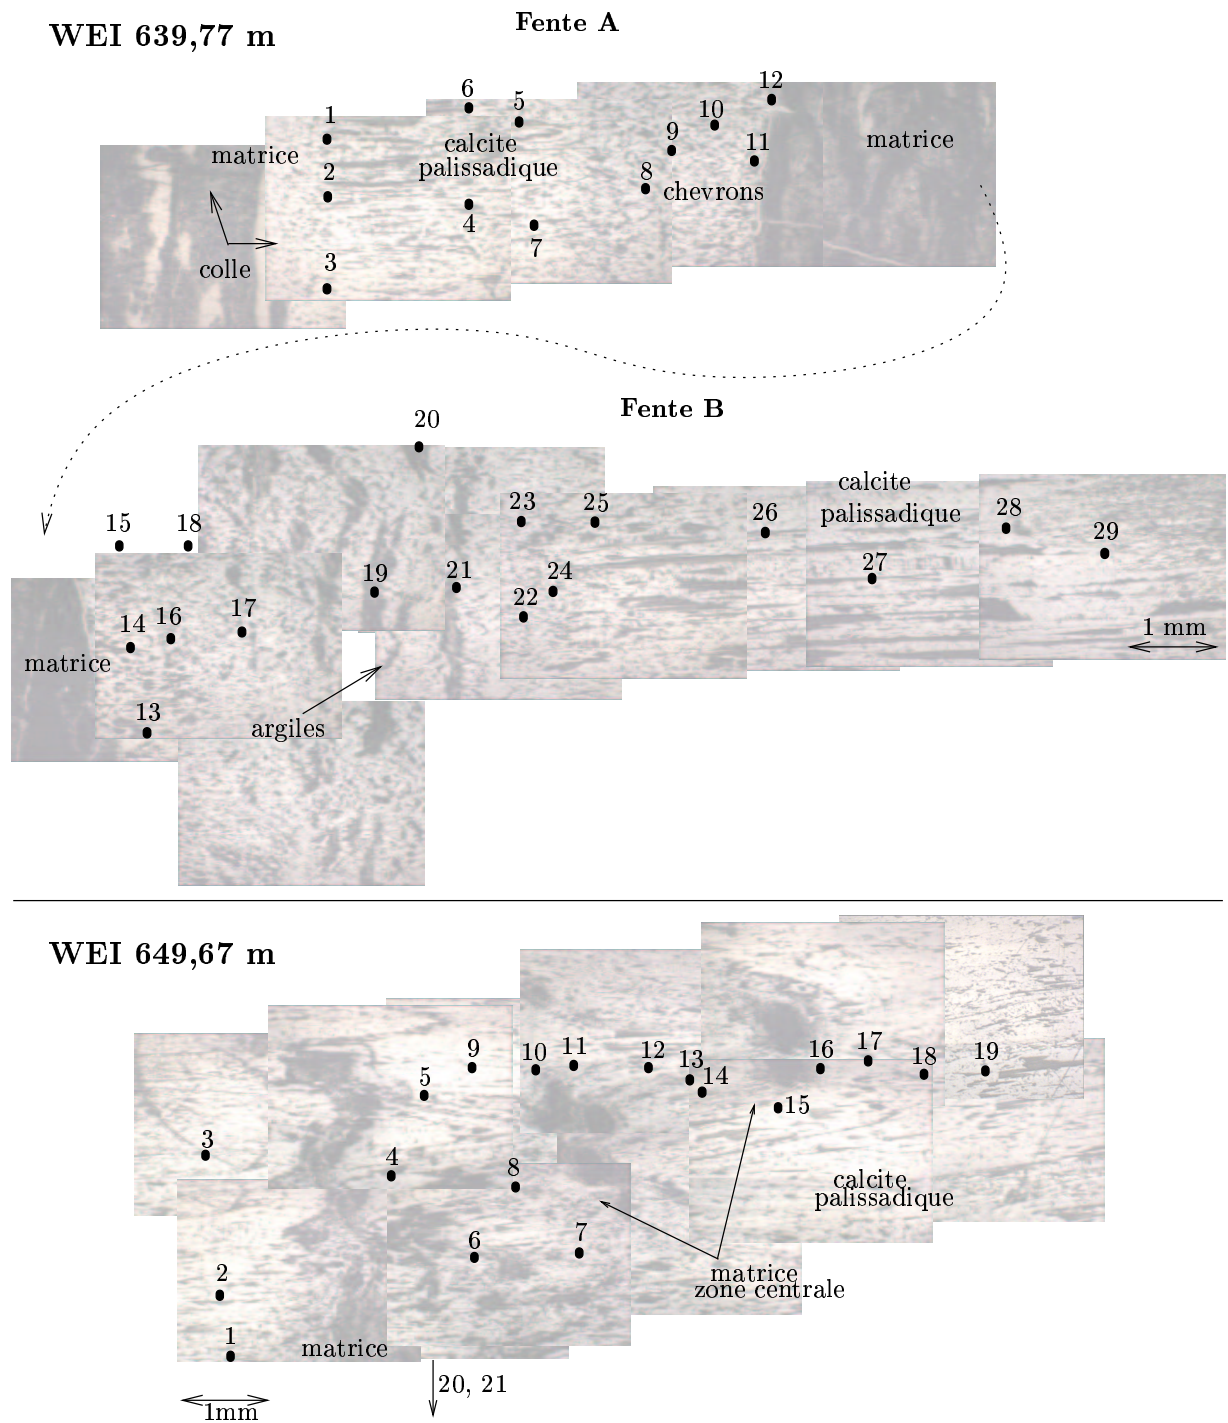 WEI 639,77 m
Fente A
6
5
12
1
10
9
11
matrice
calcite
palissadique
matrice
2
8
chevrons
4
7
colle
3
Fente B
20
15
18
23
25
26
calcite
palissadique
28
29
19
21
24
27
22
14
16
17
1 mm
matrice
13
argiles
WEI 649,67 m
9
10
11
12
13
14
16
17
18
19
5
15
3
4
8
calcite
palissadique
6
7
2
matrice
zone centrale
1
matrice
20, 21
1mm